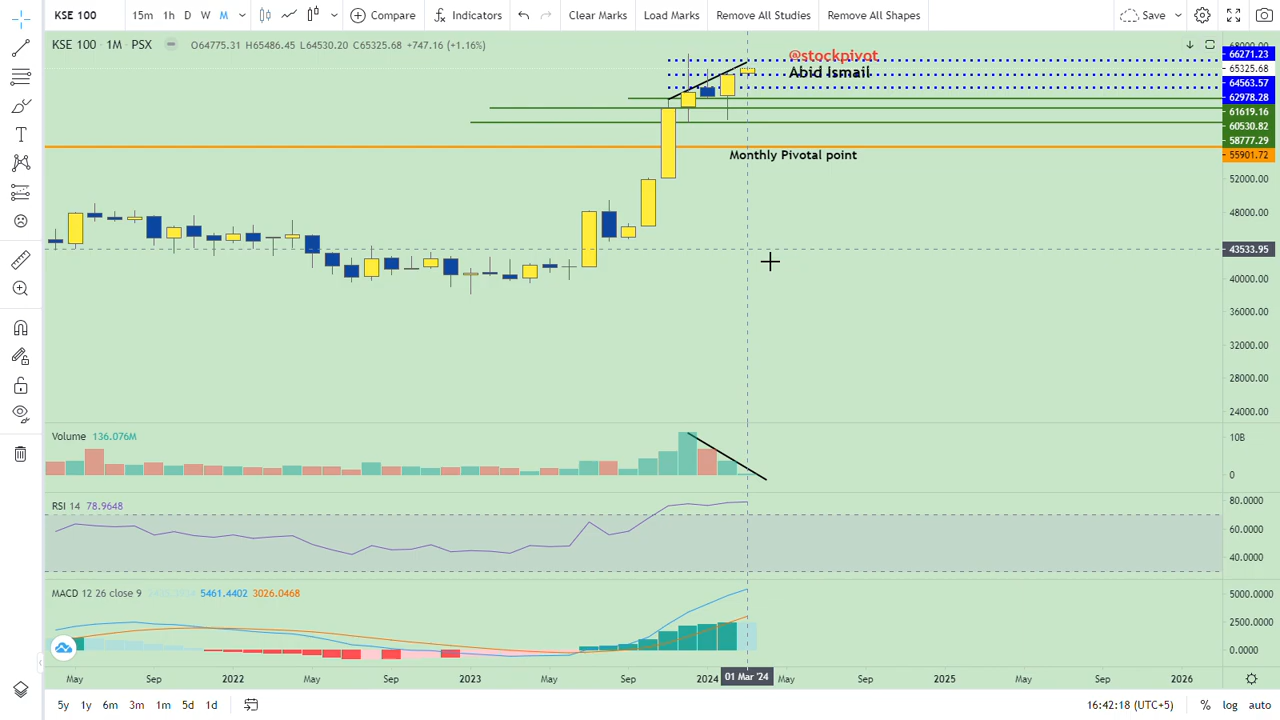 KSE 100 15m 1h D W M Compare Indicators Clear Marks Load Marks Remove All Studies Remove All Shapes Save
KSE 100 · 1M · PSX O64775.31 H65486.45 L64530.20 C65325.68 +747.16 (+1.16%)
@stockpivot
Abid Ismail
66271.23
65325.68
64563.57
62978.28
61619.16
60530.82
58777.29
55901.72
Monthly Pivotal point
52000.00
48000.00
43533.95
40000.00
36000.00
32000.00
28000.00
24000.00
Volume 136.076M
10B
0
RSI 14 78.9648
80.0000
60.0000
40.0000
MACD 12 26 close 9 5461.4402 3026.0468
5000.0000
2500.0000
0.0000
May Sep 2022 May Sep 2023 May Sep 2024 01 Mar '24 May Sep 2025 May Sep 2026
5y 1y 6m 3m 1m 5d 1d 16:42:18 (UTC+5) % log auto